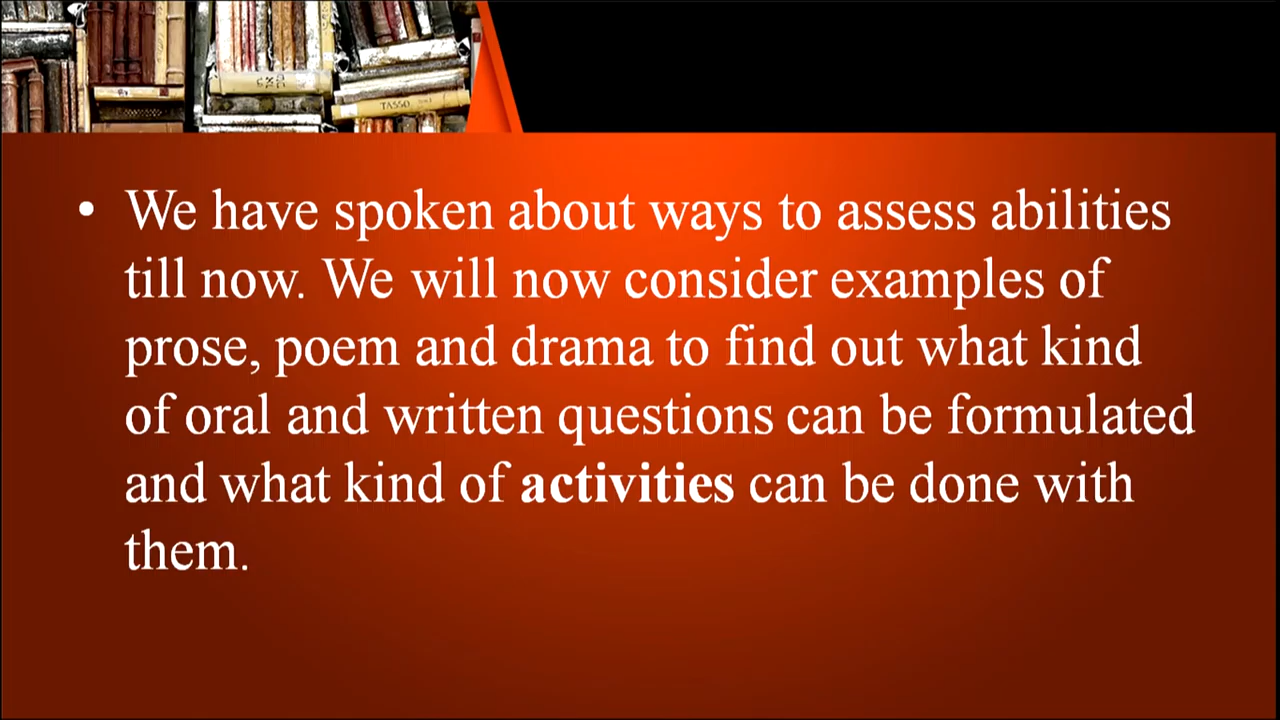 TASSO
• We have spoken about ways to assess abilities
till now. We will now consider examples of
prose, poem and drama to find out what kind
of oral and written questions can be formulated
and what kind of activities can be done with
them.